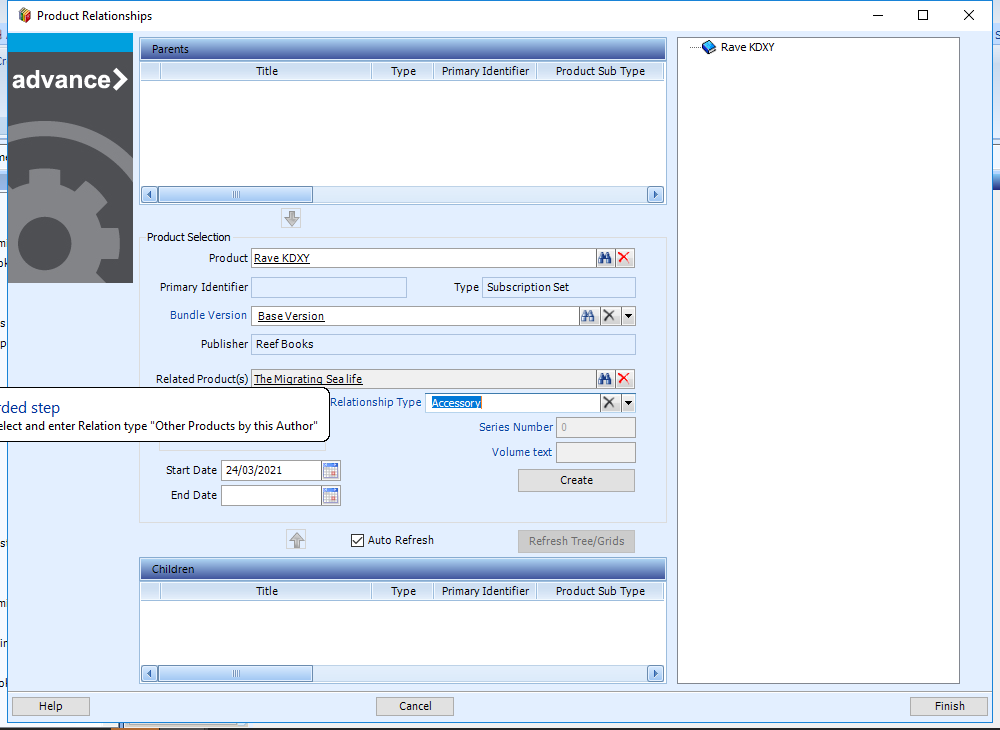 Product Relationships
advance
Parents
Title Type Primary Identifier Product Sub Type
Rave KDXY
Product Selection
Product Rave KDXY
Primary Identifier Type Subscription Set
Bundle Version Base Version
Publisher Reef Books
Related Product(s) The Migrating Sea life
Relationship Type Accessory
step
and enter Relation type "Other Products by this Author"
Series Number 0
Volume text
Start Date 24/03/2021
End Date
Create
Auto Refresh Refresh Tree/Grids
Children
Title Type Primary Identifier Product Sub Type
Help Cancel Finish